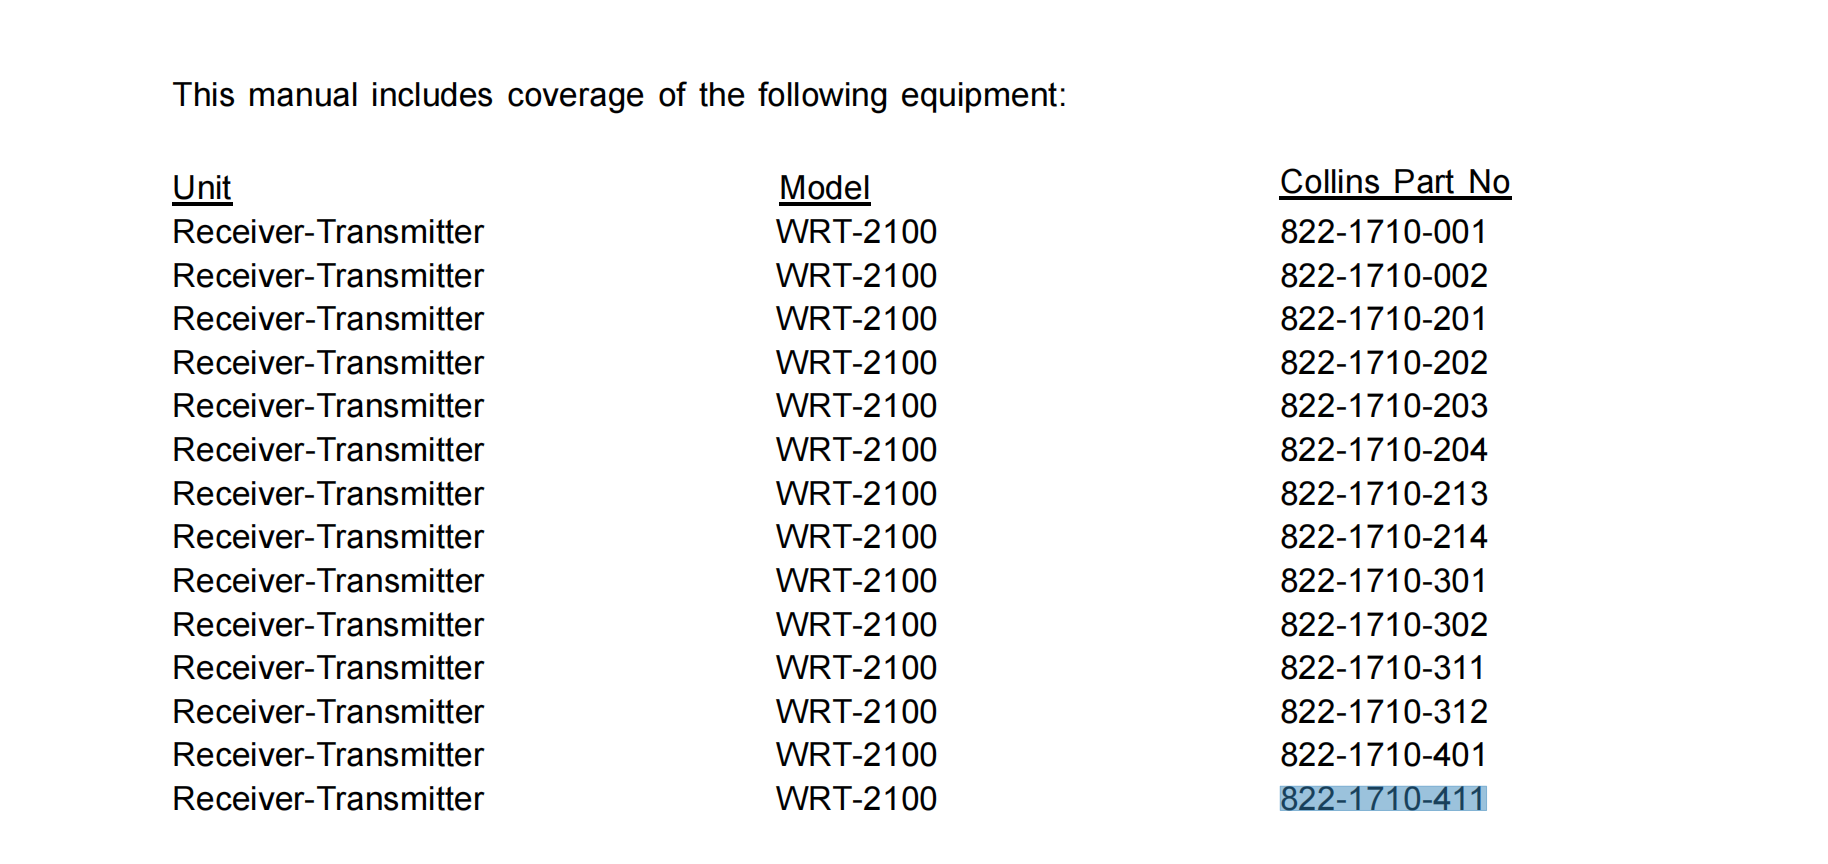 This manual includes coverage of the following equipment:
Unit Model Collins Part No
Receiver-Transmitter WRT-2100 822-1710-001
Receiver-Transmitter WRT-2100 822-1710-002
Receiver-Transmitter WRT-2100 822-1710-201
Receiver-Transmitter WRT-2100 822-1710-202
Receiver-Transmitter WRT-2100 822-1710-203
Receiver-Transmitter WRT-2100 822-1710-204
Receiver-Transmitter WRT-2100 822-1710-213
Receiver-Transmitter WRT-2100 822-1710-214
Receiver-Transmitter WRT-2100 822-1710-301
Receiver-Transmitter WRT-2100 822-1710-302
Receiver-Transmitter WRT-2100 822-1710-311
Receiver-Transmitter WRT-2100 822-1710-312
Receiver-Transmitter WRT-2100 822-1710-401
Receiver-Transmitter WRT-2100 822-1710-411